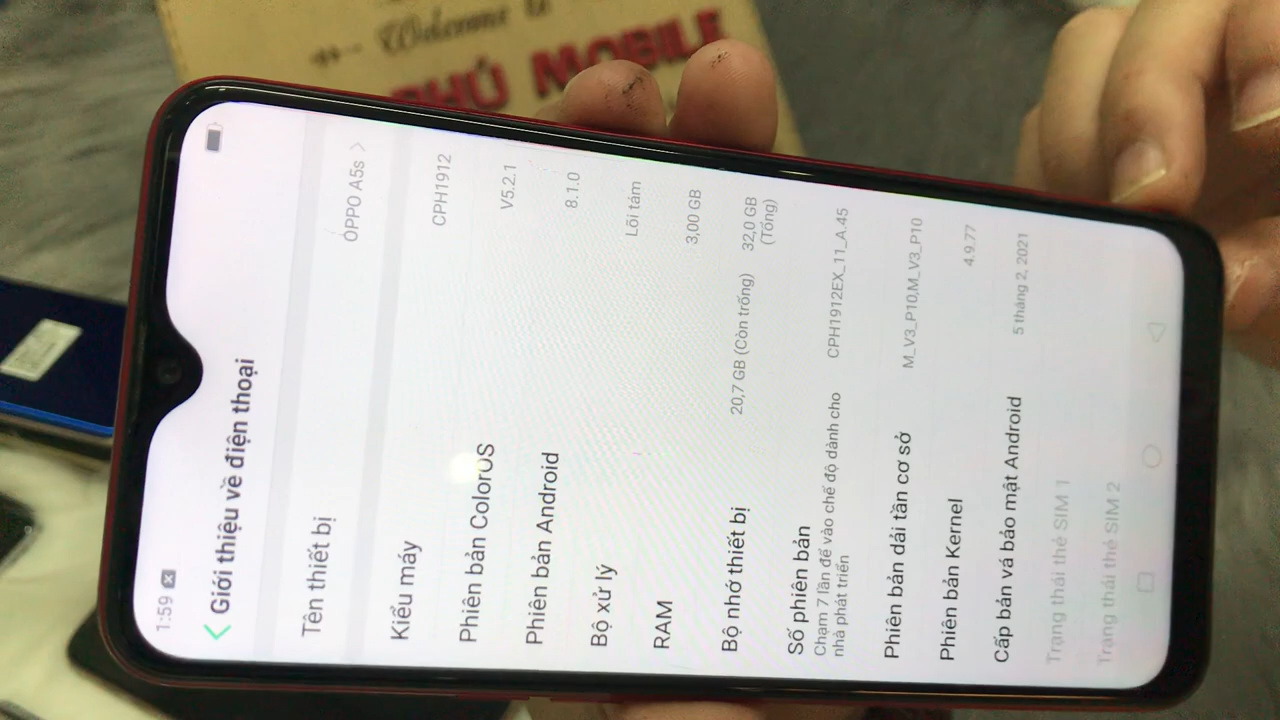 Welcome to
PHÚ MOBILE
1:59
Giới thiệu về điện thoại
Tên thiết bị
OPPO A5s
Kiểu máy
CPH1912
Phiên bản ColorOS
V5.2.1
Phiên bản Android
8.1.0
Bộ xử lý
Lõi tám
RAM
3,00 GB
Bộ nhớ thiết bị
20,7 GB (Còn trống)
32,0 GB
(Tổng)
Số phiên bản
Chạm 7 lần để vào chế độ dành cho
nhà phát triển
CPH1912EX_11_A.45
Phiên bản dải tần cơ sở
M_V3_P10,M_V3_P10
Phiên bản Kernel
4.9.77
Cấp bản vá bảo mật Android
5 tháng 2, 2021
Trạng thái thẻ SIM 1
Trạng thái thẻ SIM 2